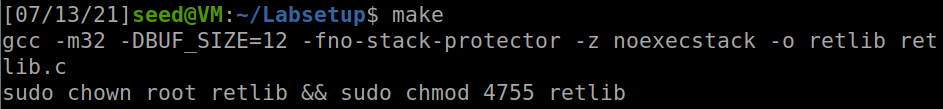 [07/13/21]seed@VM:~/Labsetup$ make
gcc -m32 -DBUF_SIZE=12 -fno-stack-protector -z noexecstack -o retlib ret
lib.c
sudo chown root retlib && sudo chmod 4755 retlib